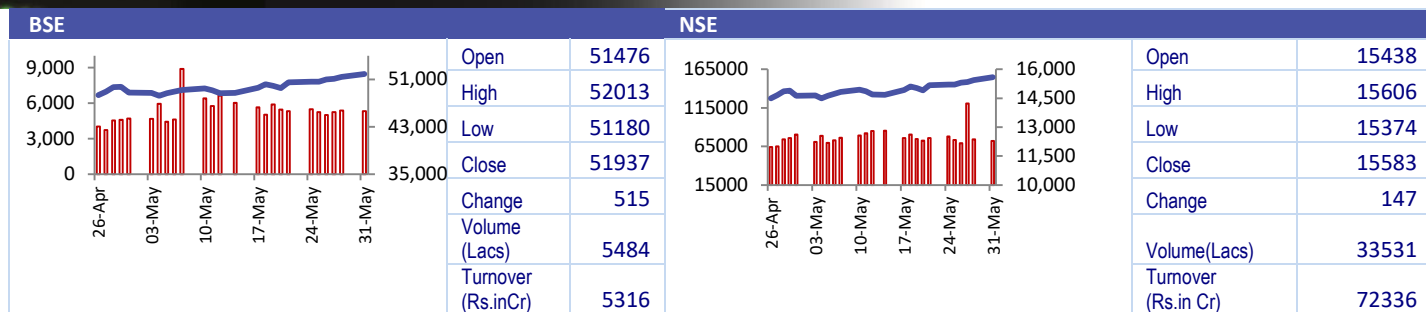 BSE
9,000
6,000
3,000
0
51,000
43,000
35,000
26-Apr
03-May
10-May
17-May
24-May
31-May
Open 51476
High 52013
Low 51180
Close 51937
Change 515
Volume
(Lacs) 5484
Turnover
(Rs.inCr) 5316
NSE
165000
115000
65000
15000
16,000
14,500
13,000
11,500
10,000
26-Apr
03-May
10-May
17-May
24-May
31-May
Open 15438
High 15606
Low 15374
Close 15583
Change 147
Volume(Lacs) 33531
Turnover
(Rs.in Cr) 72336